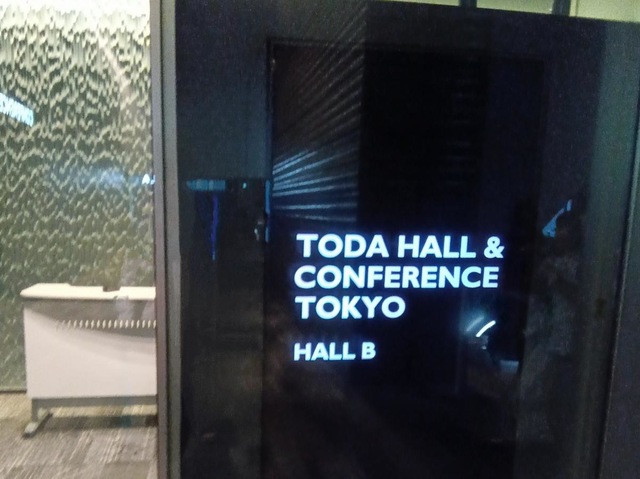 TODA HALL &
CONFERENCE
TOKYO
HALL B